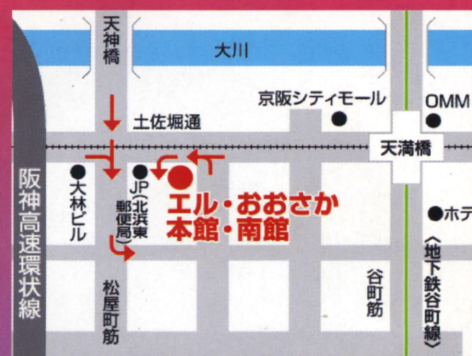 天神橋
大川
京阪シティモール
OMM
土佐堀通
天満橋
大林ビル
JP(北浜東
郵便局)
エル・おおさか
本館・南館
ホテ
阪神高速環状線
松屋町筋
谷町筋
〈地下鉄谷町線〉